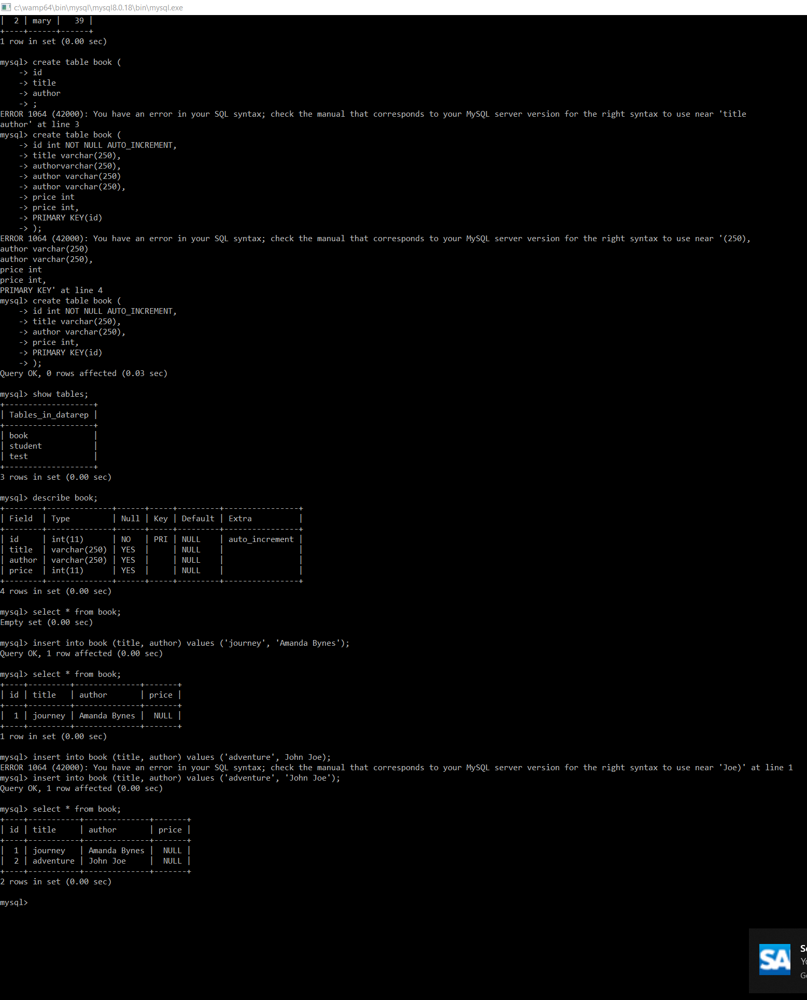 c:\wamp64\bin\mysql\mysql8.0.18\bin\mysql.exe
|  2 | mary |   39 |
+----+------+------+
1 row in set (0.00 sec)

mysql> create table book (
    -> id
    -> title
    -> author
    -> ;
ERROR 1064 (42000): You have an error in your SQL syntax; check the manual that corresponds to your MySQL server version for the right syntax to use near 'title
author' at line 3
mysql> create table book (
    -> id int NOT NULL AUTO_INCREMENT,
    -> title varchar(250),
    -> authorvarchar(250),
    -> author varchar(250)
    -> author varchar(250),
    -> price int
    -> price int,
    -> PRIMARY KEY(id)
    -> );
ERROR 1064 (42000): You have an error in your SQL syntax; check the manual that corresponds to your MySQL server version for the right syntax to use near '(250),
author varchar(250)
author varchar(250),
price int
price int,
PRIMARY KEY' at line 4
mysql> create table book (
    -> id int NOT NULL AUTO_INCREMENT,
    -> title varchar(250),
    -> author varchar(250),
    -> price int,
    -> PRIMARY KEY(id)
    -> );
Query OK, 0 rows affected (0.03 sec)

mysql> show tables;
+-------------------+
| Tables_in_datarep |
+-------------------+
| book              |
| student           |
| test              |
+-------------------+
3 rows in set (0.00 sec)

mysql> describe book;
+--------+--------------+------+-----+---------+----------------+
| Field  | Type         | Null | Key | Default | Extra          |
+--------+--------------+------+-----+---------+----------------+
| id     | int(11)      | NO   | PRI | NULL    | auto_increment |
| title  | varchar(250) | YES  |     | NULL    |                |
| author | varchar(250) | YES  |     | NULL    |                |
| price  | int(11)      | YES  |     | NULL    |                |
+--------+--------------+------+-----+---------+----------------+
4 rows in set (0.00 sec)

mysql> select * from book;
Empty set (0.00 sec)

mysql> insert into book (title, author) values ('journey', 'Amanda Bynes');
Query OK, 1 row affected (0.00 sec)

mysql> select * from book;
+----+---------+--------------+-------+
| id | title   | author       | price |
+----+---------+--------------+-------+
|  1 | journey | Amanda Bynes |  NULL |
+----+---------+--------------+-------+
1 row in set (0.00 sec)

mysql> insert into book (title, author) values ('adventure', John Joe);
ERROR 1064 (42000): You have an error in your SQL syntax; check the manual that corresponds to your MySQL server version for the right syntax to use near 'Joe)' at line 1
mysql> insert into book (title, author) values ('adventure', 'John Joe');
Query OK, 1 row affected (0.00 sec)

mysql> select * from book;
+----+-----------+--------------+-------+
| id | title     | author       | price |
+----+-----------+--------------+-------+
|  1 | journey   | Amanda Bynes |  NULL |
|  2 | adventure | John Joe     |  NULL |
+----+-----------+--------------+-------+
2 rows in set (0.00 sec)

mysql>
SA